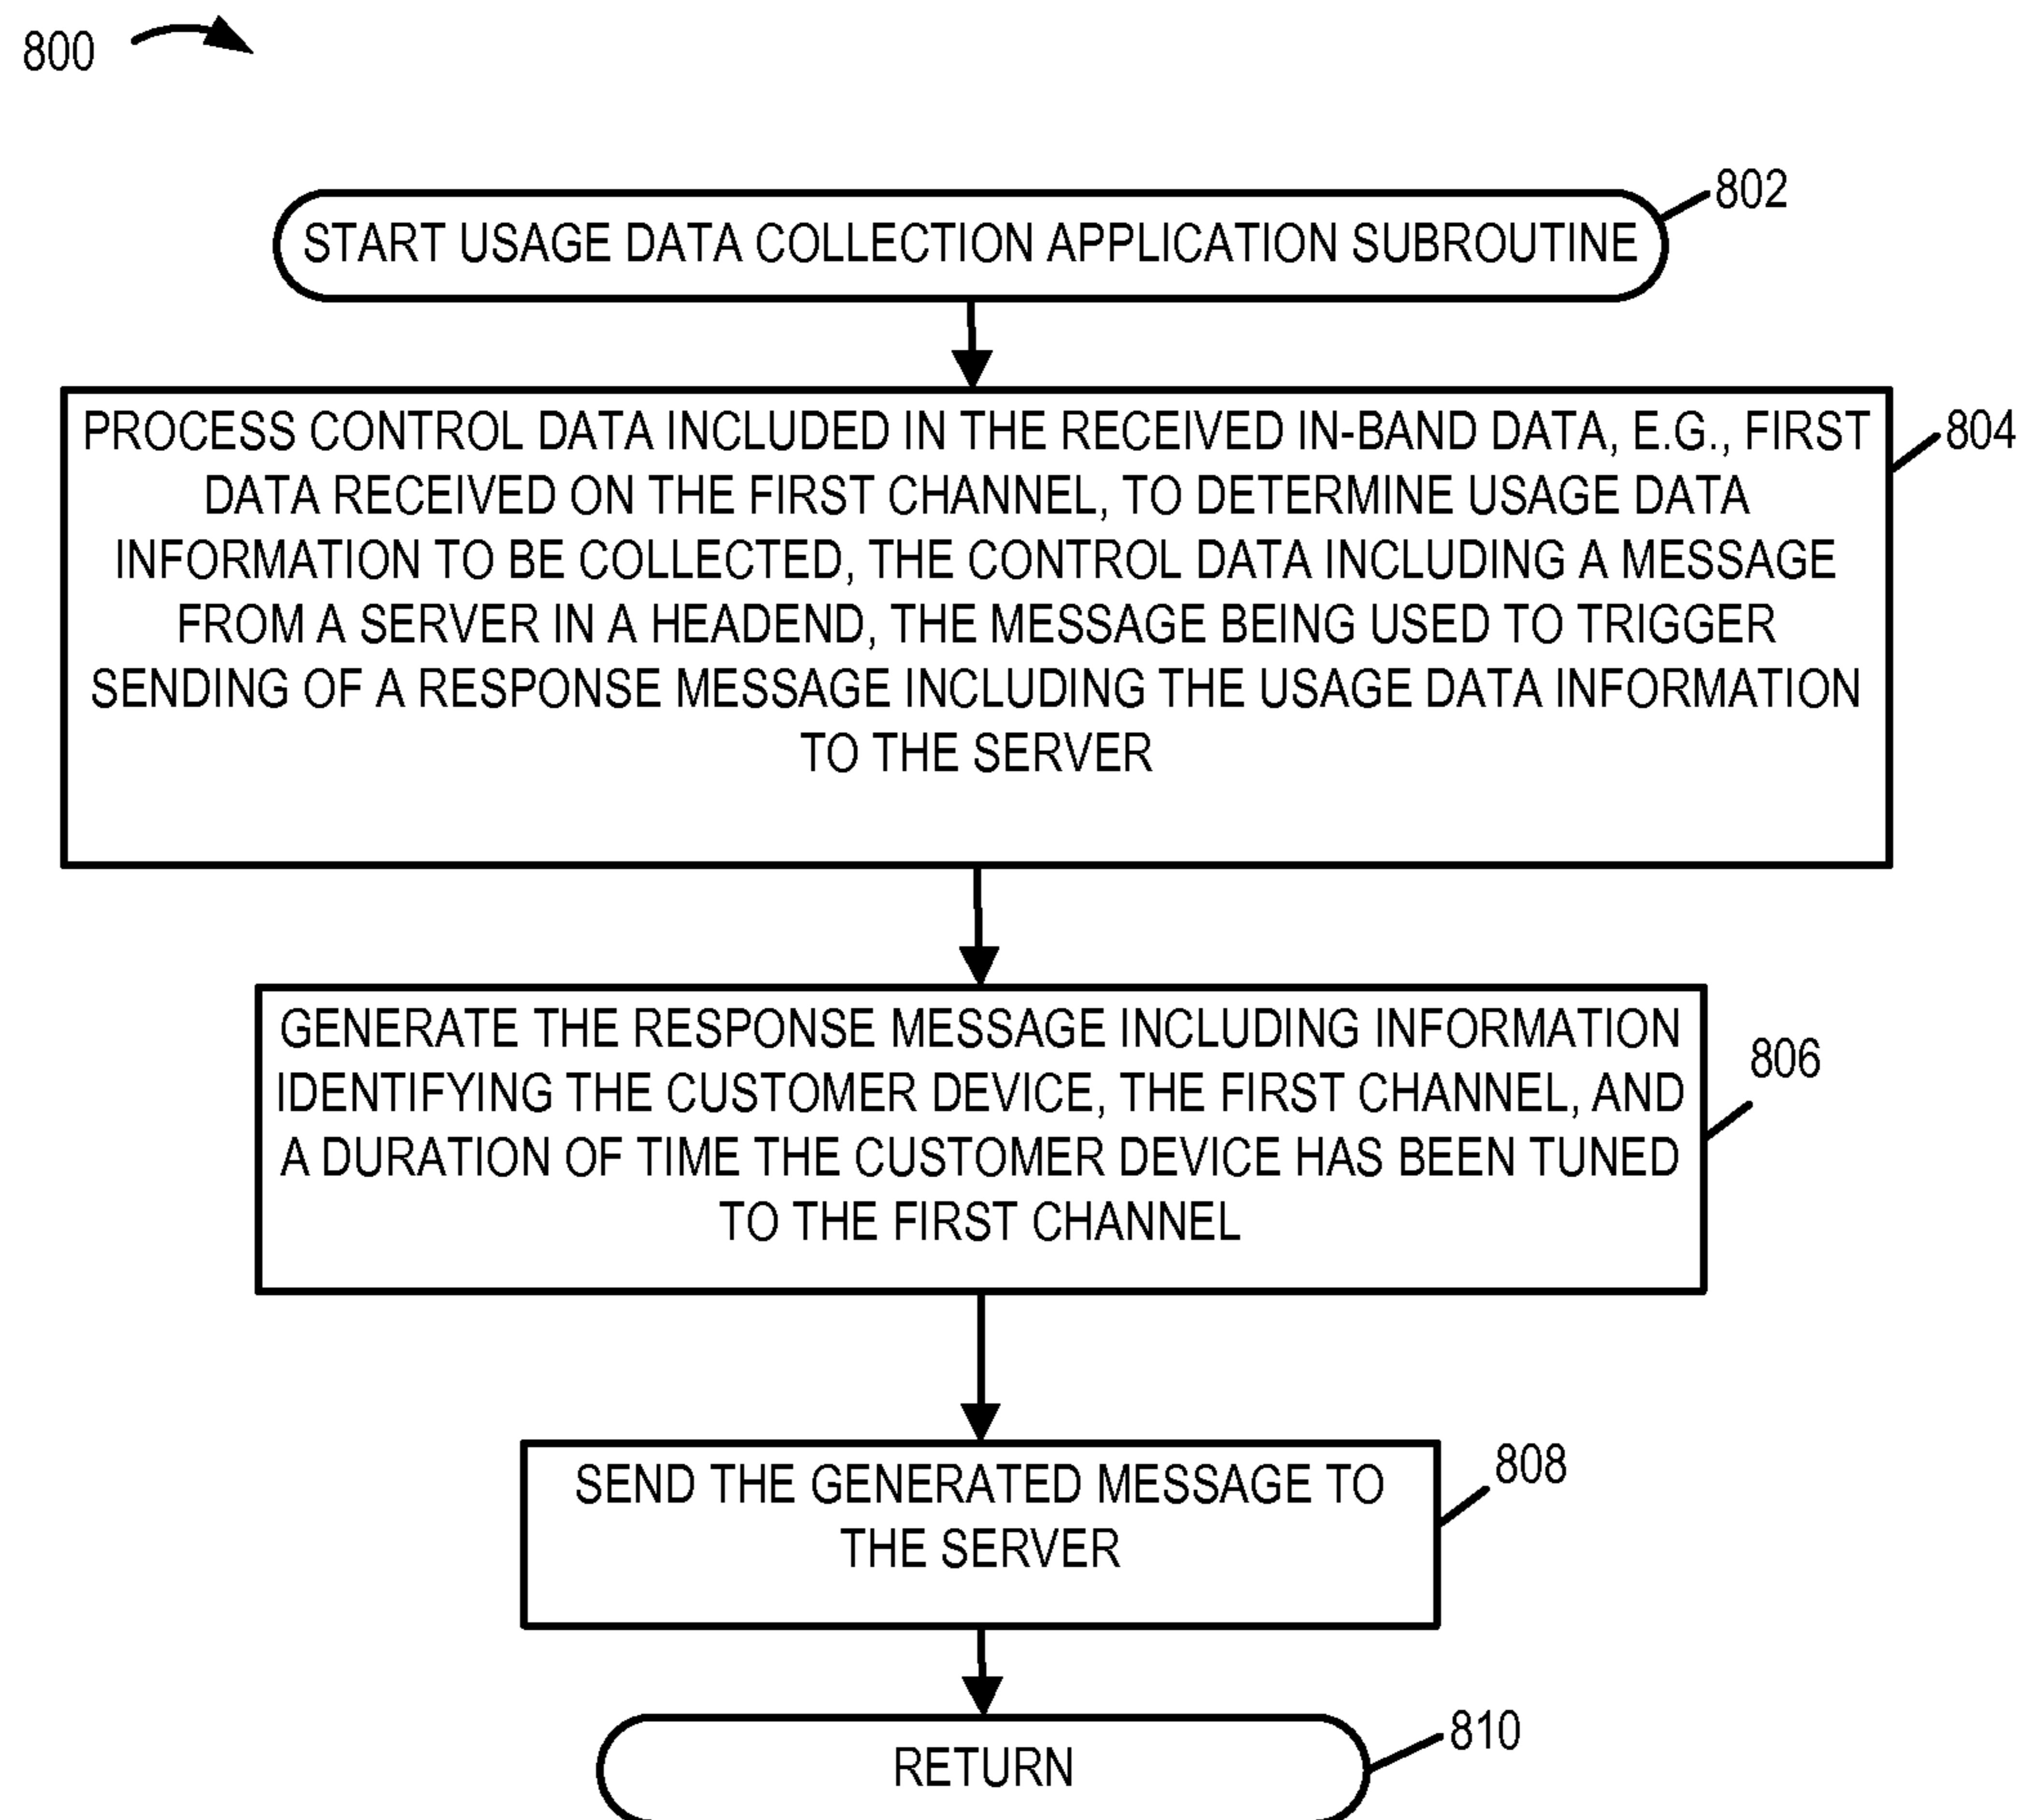 800
802
START USAGE DATA COLLECTION APPLICATION SUBROUTINE
804
PROCESS CONTROL DATA INCLUDED IN THE RECEIVED IN-BAND DATA, E.G., FIRST
DATA RECEIVED ON THE FIRST CHANNEL, TO DETERMINE USAGE DATA
INFORMATION TO BE COLLECTED, THE CONTROL DATA INCLUDING A MESSAGE
FROM A SERVER IN A HEADEND, THE MESSAGE BEING USED TO TRIGGER
SENDING OF A RESPONSE MESSAGE INCLUDING THE USAGE DATA INFORMATION
TO THE SERVER
GENERATE THE RESPONSE MESSAGE INCLUDING INFORMATION
806
IDENTIFYING THE CUSTOMER DEVICE, THE FIRST CHANNEL, AND
A DURATION OF TIME THE CUSTOMER DEVICE HAS BEEN TUNED
TO THE FIRST CHANNEL
808
SEND THE GENERATED MESSAGE TO
THE SERVER
810
RETURN